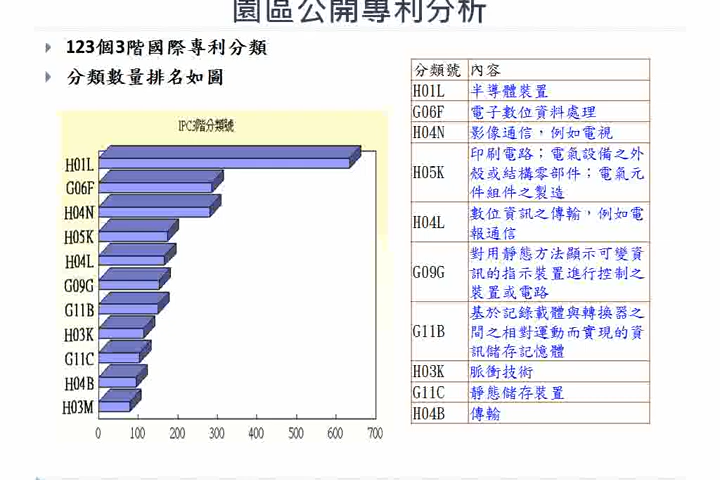 園區公開專利分析
123個3階國際專利分類
分類數量排名如圖
IPC3階分類號
H01L
G06F
H04N
H05K
H04L
G09G
G11B
H03K
G11C
H04B
H03M
0 100 200 300 400 500 600 700
分類號 內容
H01L 半導體裝置
G06F 電子數位資料處理
H04N 影像通信，例如電視
印刷電路；電氣設備之外
H05K 殼或結構零部件；電氣元
件組件之製造
H04L 數位資訊之傳輸，例如電
報通信
對用靜態方法顯示可變資
G09G 訊的指示裝置進行控制之
裝置或電路
基於記錄載體與轉換器之
G11B 間之相對運動而實現的資
訊儲存記憶體
H03K 脈衝技術
G11C 靜態儲存裝置
H04B 傳輸